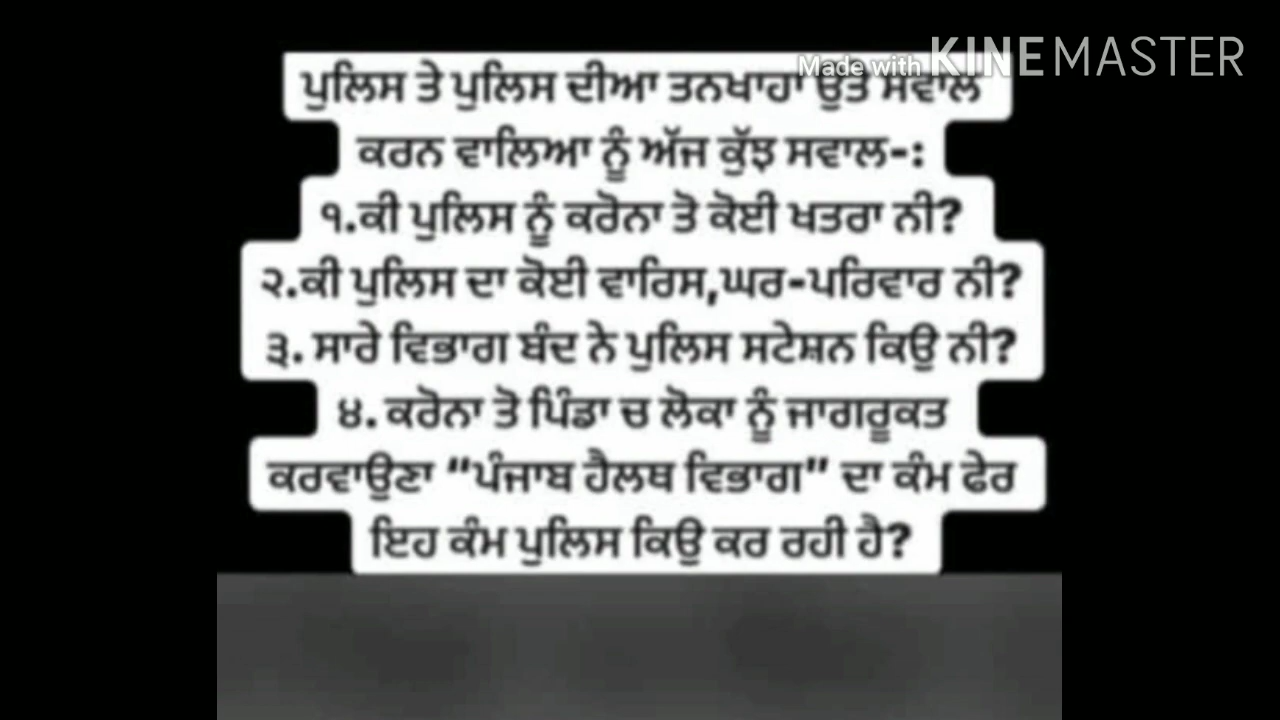 Made with KINEMASTER
ਪੁਲਿਸ ਤੇ ਪੁਲਿਸ ਦੀਆ ਤਨਖਾਹਾ ਉਤੇ ਸਵਾਲ
ਕਰਨ ਵਾਲਿਆ ਨੂੰ ਅੱਜ ਕੁੱਝ ਸਵਾਲ-:
੧.ਕੀ ਪੁਲਿਸ ਨੂੰ ਕਰੋਨਾ ਤੋ ਕੋਈ ਖਤਰਾ ਨੀ?
੨.ਕੀ ਪੁਲਿਸ ਦਾ ਕੋਈ ਵਾਰਿਸ,ਘਰ-ਪਰਿਵਾਰ ਨੀ?
੩. ਸਾਰੇ ਵਿਭਾਗ ਬੰਦ ਨੇ ਪੁਲਿਸ ਸਟੇਸ਼ਨ ਕਿਉ ਨੀ?
੪. ਕਰੋਨਾ ਤੋ ਪਿੰਡਾ ਚ ਲੋਕਾ ਨੂੰ ਜਾਗਰੂਕਤ
ਕਰਵਾਉਣਾ “ਪੰਜਾਬ ਹੈਲਥ ਵਿਭਾਗ” ਦਾ ਕੰਮ ਫੇਰ
ਇਹ ਕੰਮ ਪੁਲਿਸ ਕਿਉ ਕਰ ਰਹੀ ਹੈ?